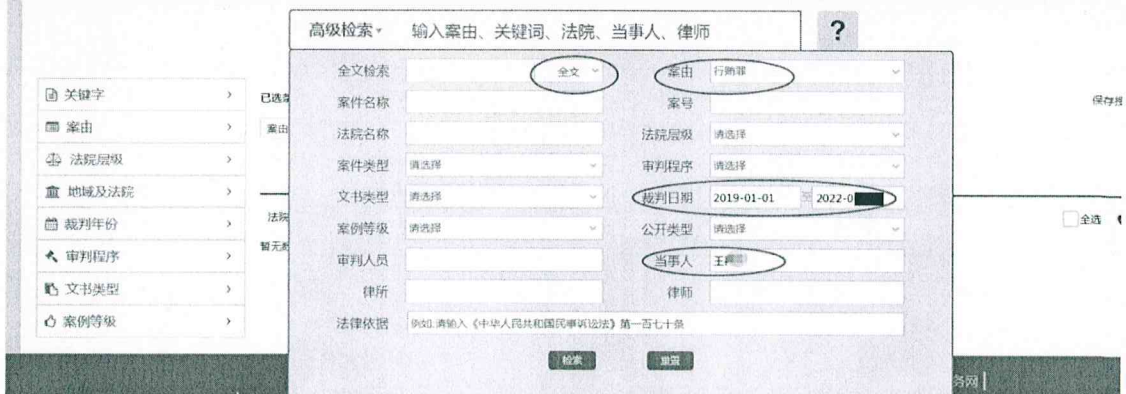 高级检索 输入案由、关键词、法院、当事人、律师 ?
全文检索 全文 案由 行贿罪
关键字 已选条 案件名称 案号 保存搜
案由 案由 法院名称 法院层级 请选择
法院层级 案件类型 请选择 审判程序 请选择
地域及法院 文书类型 请选择 裁判日期 2019-01-01 至 2022-0
裁判年份 法院 案例等级 请选择 公开类型 请选择 全选
审判程序 暂无 审判人员 当事人 王
文书类型 律所 律师
案例等级 法律依据 例如:请输入《中华人民共和国民事诉讼法》第一百七十条
检索 重置
务网